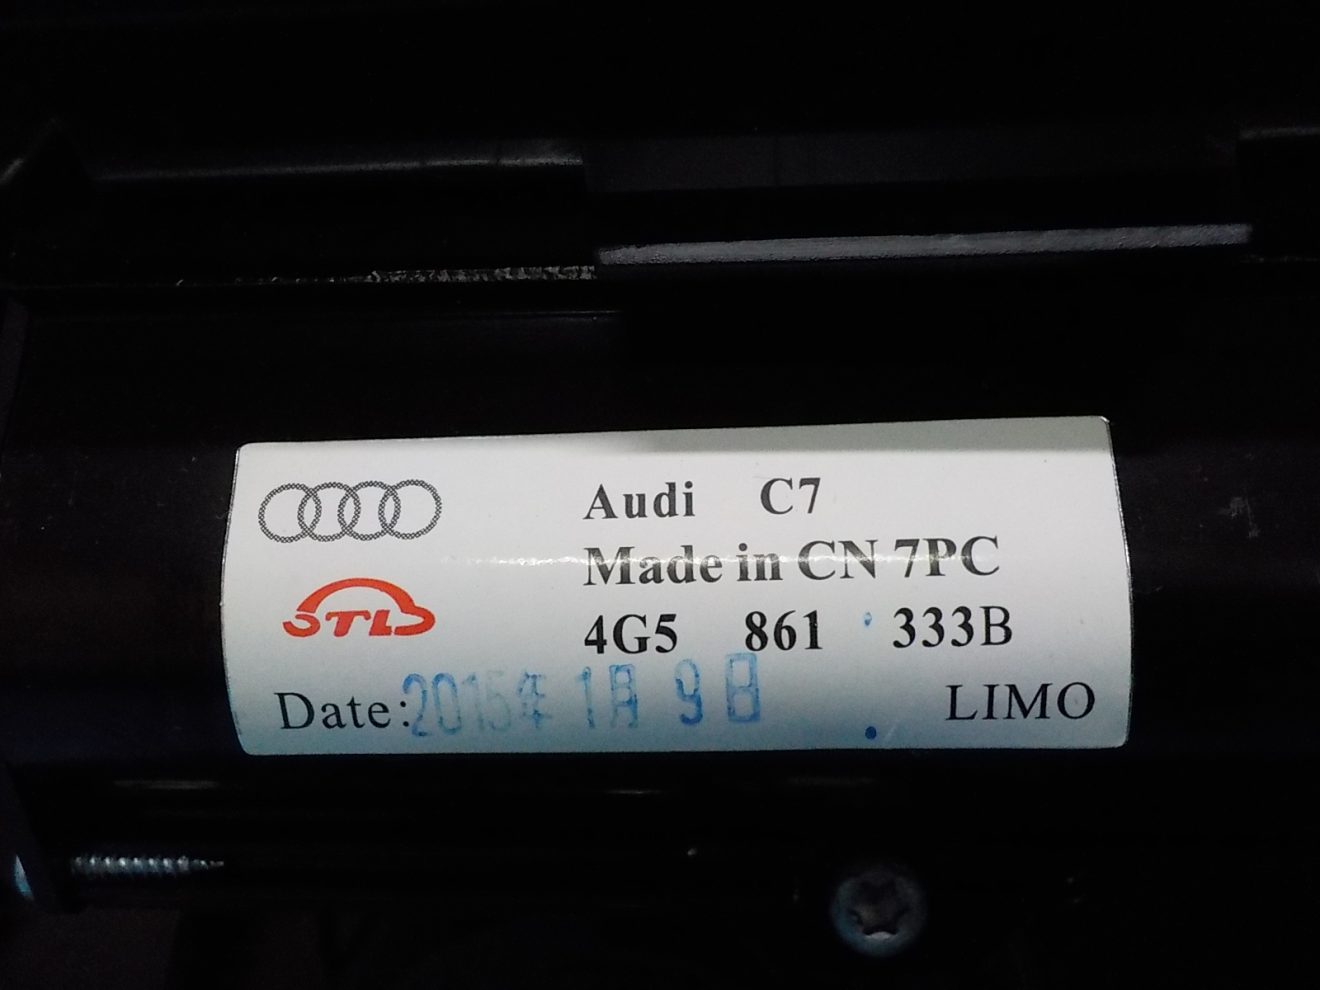 Audi C7
Made in CN 7PC
STLS
4G5 861 333B
Date: 2015年 1月 9日
LIMO